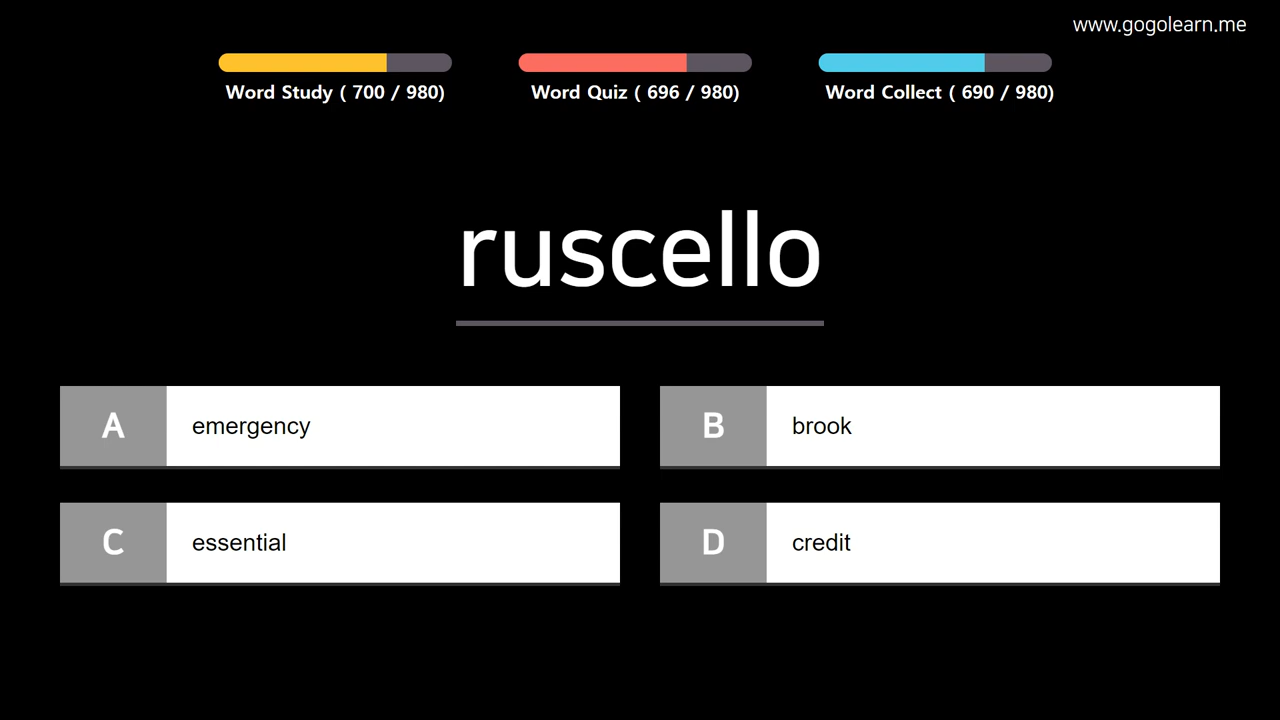 www.gogolearn.me
Word Study ( 700 / 980)
Word Quiz ( 696 / 980)
Word Collect ( 690 / 980)
ruscello
A emergency
B brook
C essential
D credit